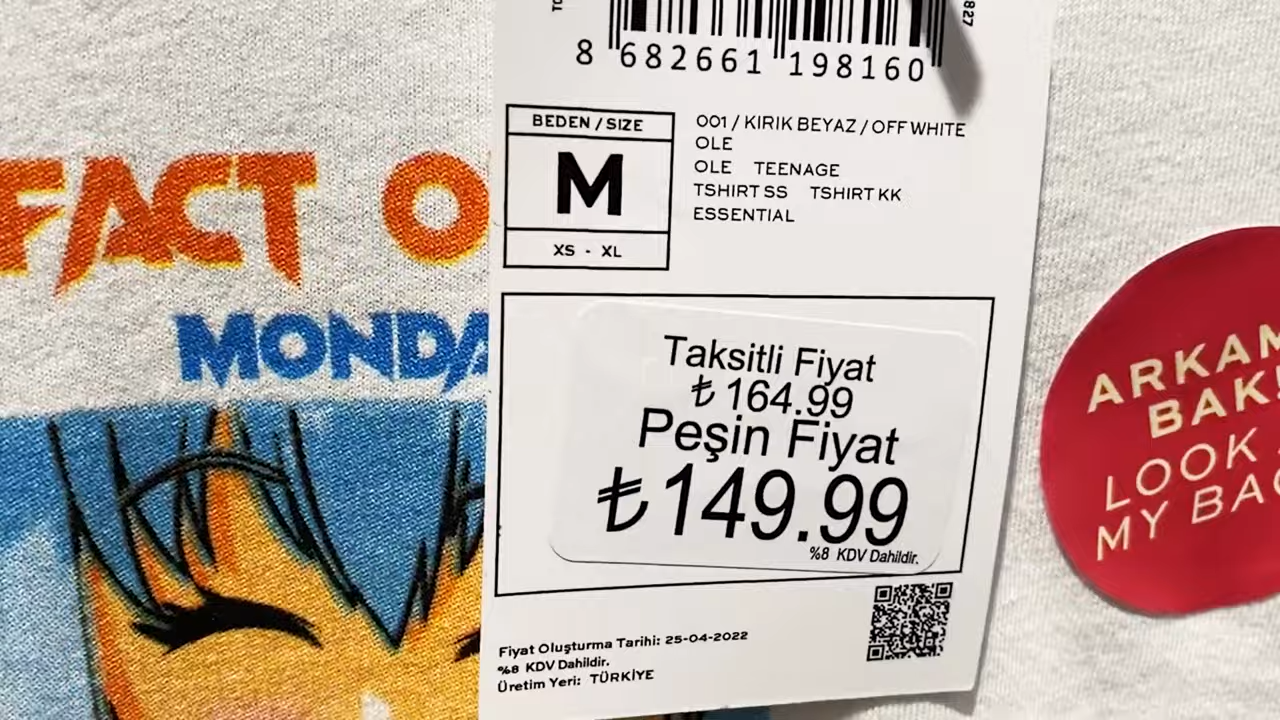 FACT O
MONDA
8 682661 198160
827
BEDEN / SIZE
M
XS - XL
001 / KIRIK BEYAZ / OFF WHITE
OLE
OLE TEENAGE
TSHIRT SS TSHIRT KK
ESSENTIAL
Taksitli Fiyat
₺ 164.99
Peşin Fiyat
₺149.99
%8 KDV Dahildir.
Fiyat Oluşturma Tarihi: 25-04-2022
%8 KDV Dahildir.
Üretim Yeri: TÜRKİYE
ARKAM
BAK!
LOOK
MY BAC